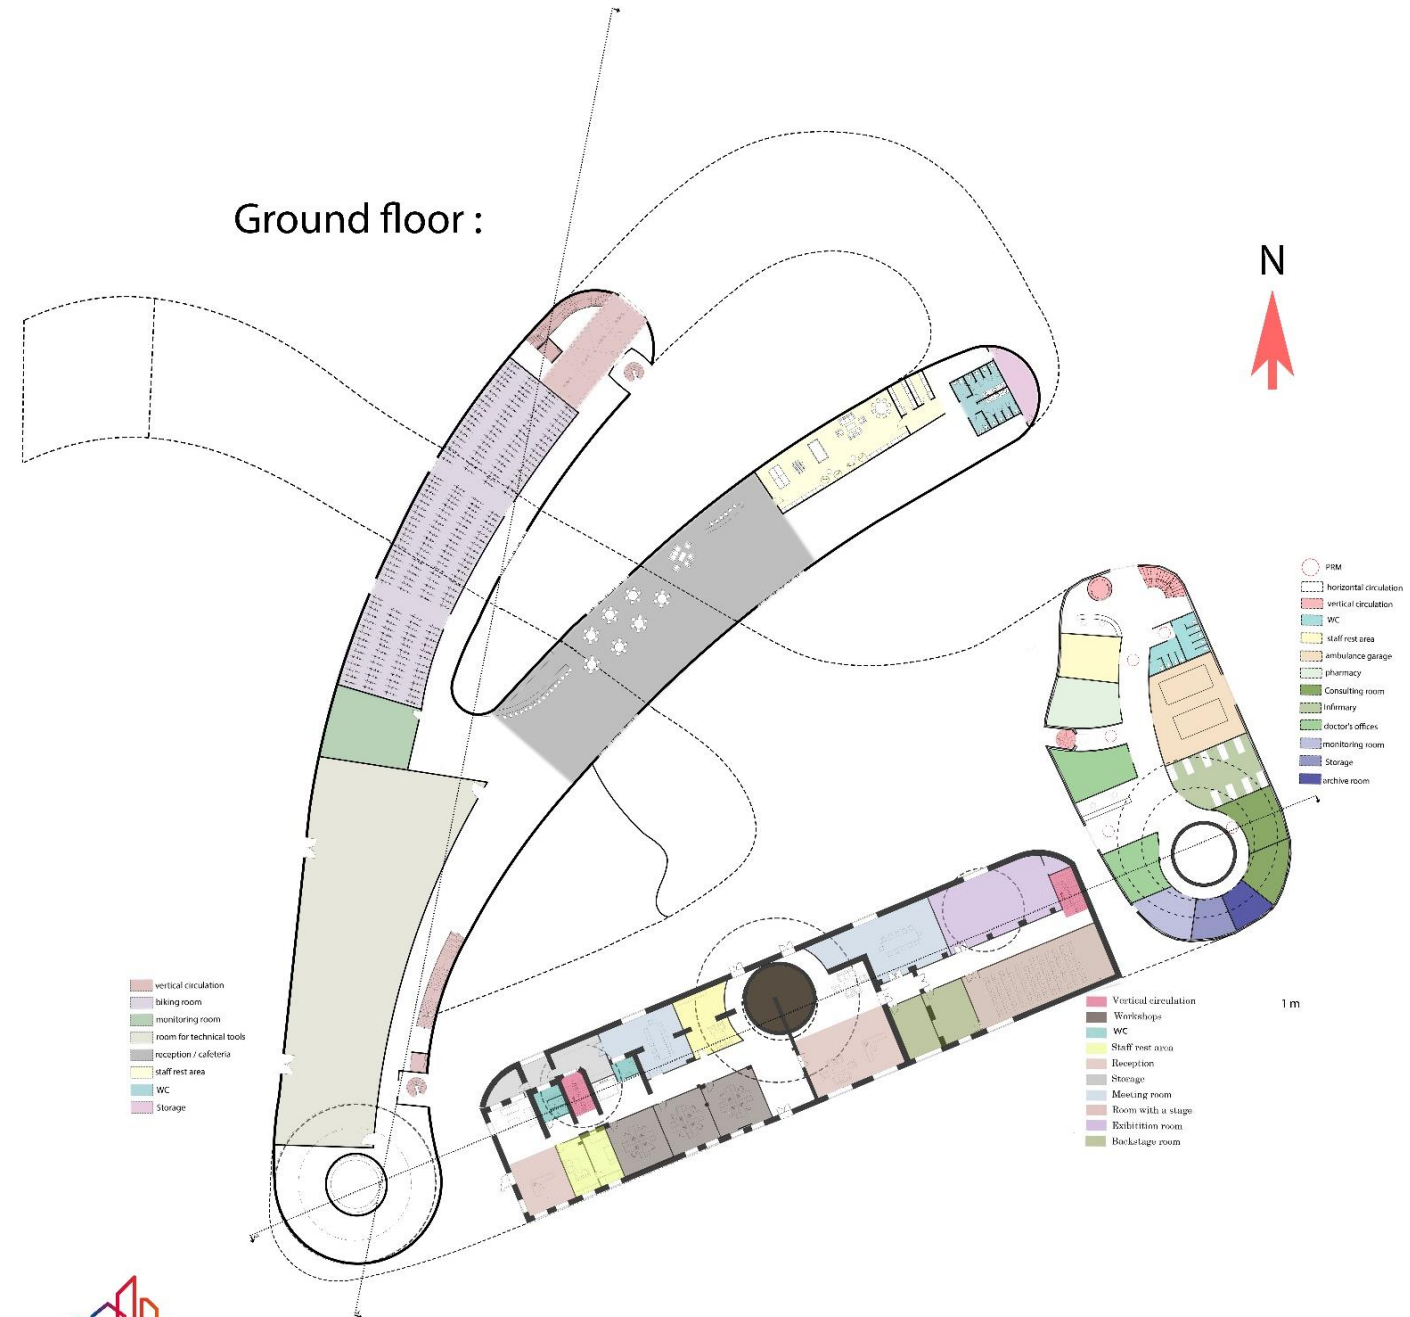 Ground floor :
N
PRM
horizontal circulation
vertical circulation
WC
staff rest area
ambulance garage
pharmacy
Consulting room
Infirmary
doctor's offices
monitoring room
Storage
archive room
vertical circulation
biking room
monitoring room
room for technical tools
reception / cafeteria
staff rest area
WC
Storage
1 m
Vertical circulation
Workshops
WC
Staff rest area
Reception
Storage
Meeting room
Room with a stage
Exibitition room
Backstage room